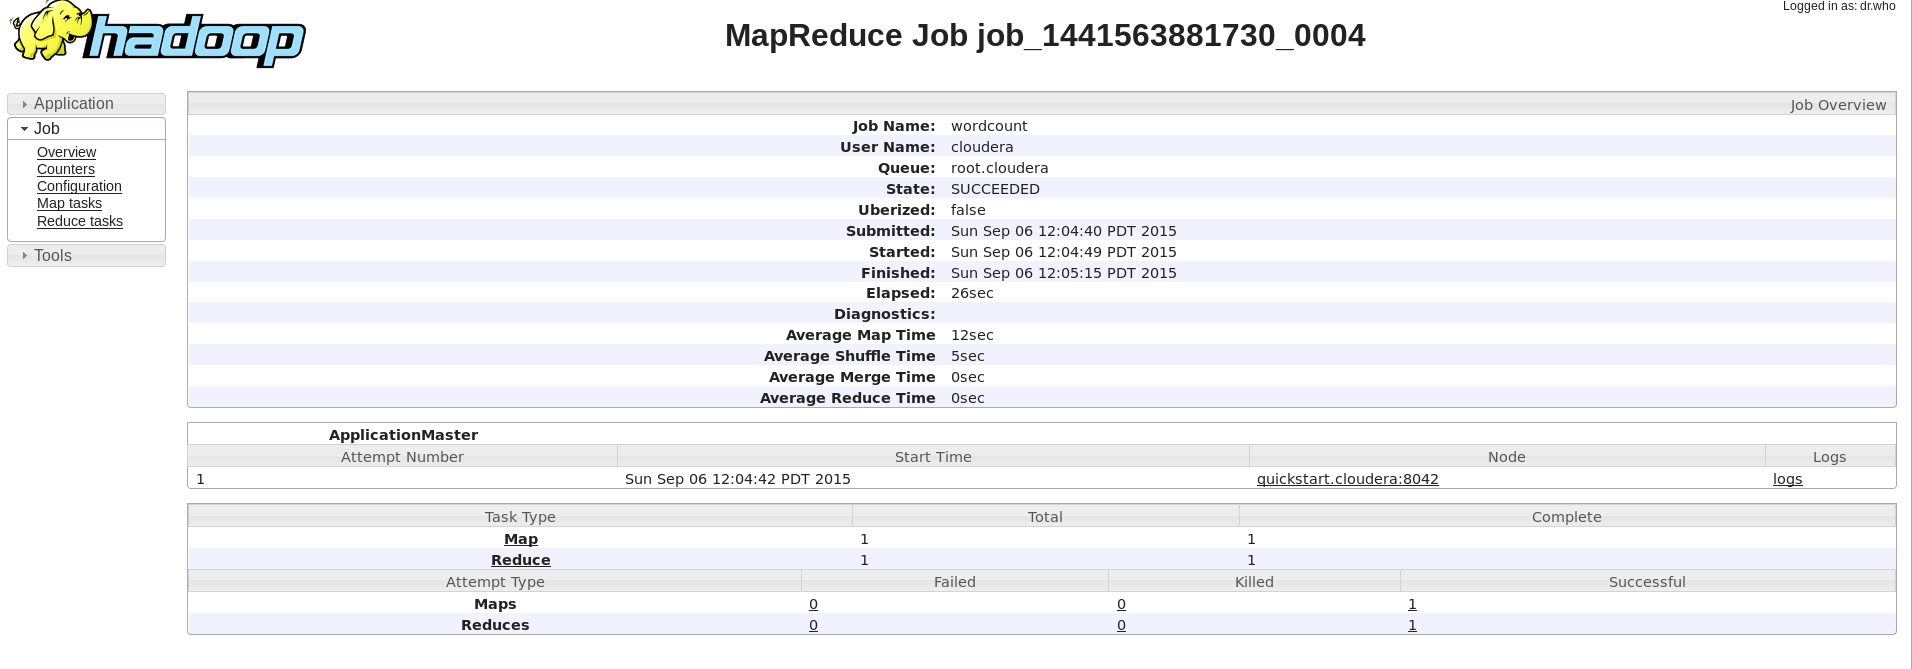 Logged in as: dr.who
hadoop
MapReduce Job job_1441563881730_0004
Application
Job
Overview
Counters
Configuration
Map tasks
Reduce tasks
Tools
Job Overview
Job Name: wordcount
User Name: cloudera
Queue: root.cloudera
State: SUCCEEDED
Uberized: false
Submitted: Sun Sep 06 12:04:40 PDT 2015
Started: Sun Sep 06 12:04:49 PDT 2015
Finished: Sun Sep 06 12:05:15 PDT 2015
Elapsed: 26sec
Diagnostics:
Average Map Time 12sec
Average Shuffle Time 5sec
Average Merge Time 0sec
Average Reduce Time 0sec
ApplicationMaster
Attempt Number Start Time Node Logs
1 Sun Sep 06 12:04:42 PDT 2015 quickstart.cloudera:8042 logs
Task Type Total Complete
Map 1 1
Reduce 1 1
Attempt Type Failed Killed Successful
Maps 0 0 1
Reduces 0 0 1